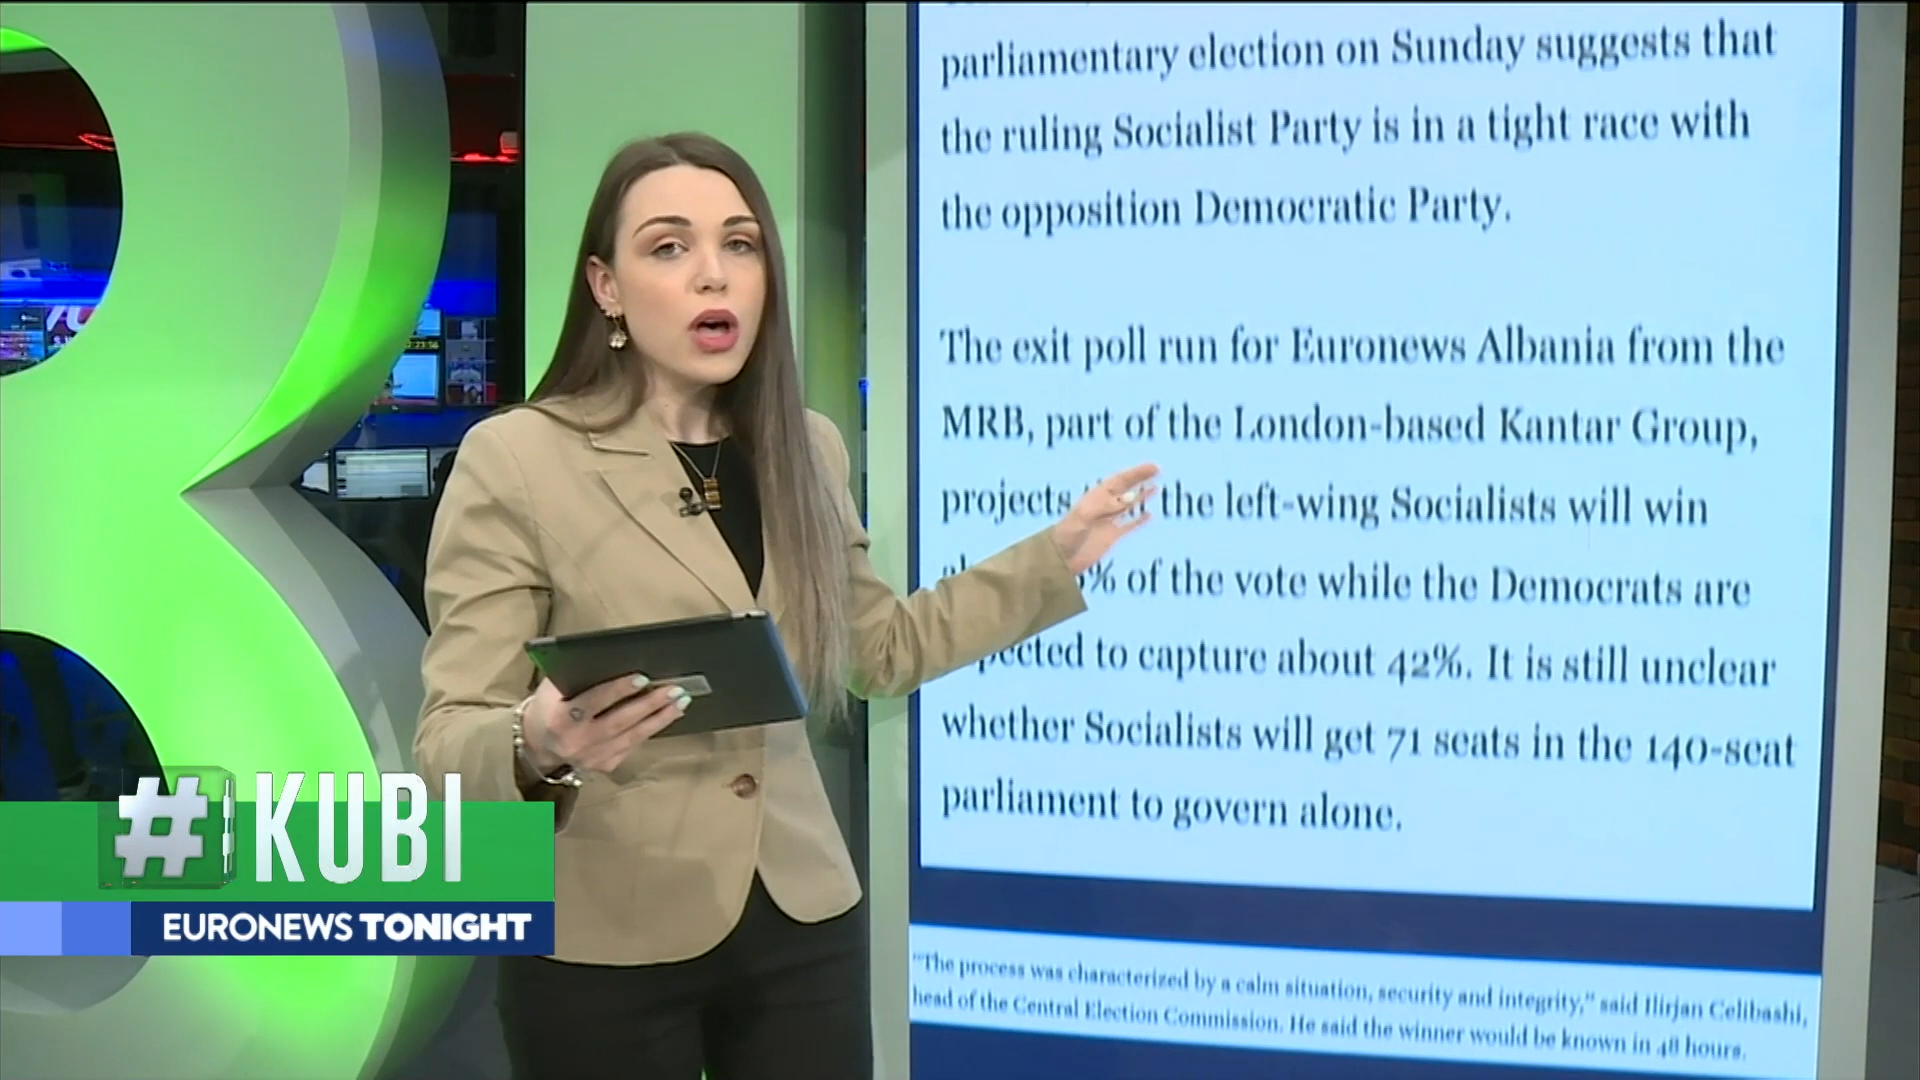 parliamentary election on Sunday suggests that
the ruling Socialist Party is in a tight race with
the opposition Democratic Party.
The exit poll run for Euronews Albania from the
MRB, part of the London-based Kantar Group,
projects the left-wing Socialists will win
% of the vote while the Democrats are
to capture about 42%. It is still unclear
whether Socialists will get 71 seats in the 140-seat
parliament to govern alone.
"The process was characterized by a calm situation, security and integrity," said Ilirjan Celibashi,
head of the Central Election Commission. He said the winner would be known in 48 hours.
#KUBI
EURONEWS TONIGHT